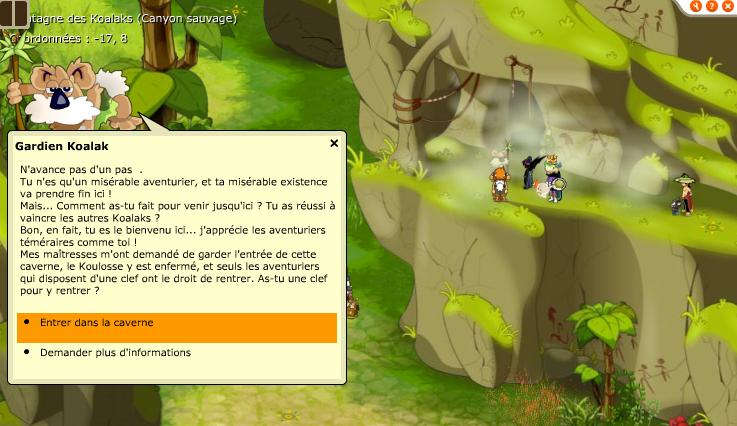 ntagne des Koalaks (Canyon sauvage)
ordonnées : -17, 8
Gardien Koalak
N'avance pas d'un pas .
Tu n'es qu'un misérable aventurier, et ta misérable existence
va prendre fin ici !
Mais... Comment as-tu fait pour venir jusqu'ici ? Tu as réussi à
vaincre les autres Koalaks ?
Bon, en fait, tu es le bienvenu ici... j'apprécie les aventuriers
téméraires comme toi !
Mes maîtresses m'ont demandé de garder l'entrée de cette
caverne, le Koulosse y est enfermé, et seuls les aventuriers
qui disposent d'une clef ont le droit de rentrer. As-tu une clef
pour y rentrer ?
Entrer dans la caverne
Demander plus d'informations